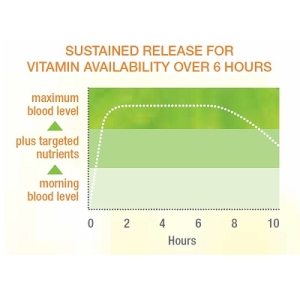 SUSTAINED RELEASE FOR
VITAMIN AVAILABILITY OVER 6 HOURS
maximum
blood level
plus targeted
nutrients
morning
blood level
0 2 4 6 8 10
Hours